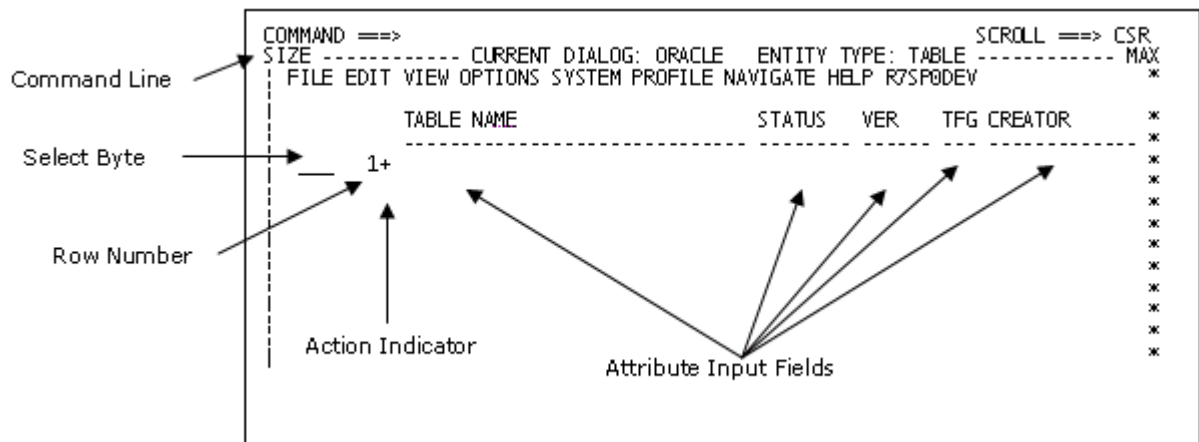 COMMAND ===> SCROLL ===> CSR
SIZE ------------ CURRENT DIALOG: ORACLE ENTITY TYPE: TABLE ------------ MAX
FILE EDIT VIEW OPTIONS SYSTEM PROFILE NAVIGATE HELP R7SP0DEV *
TABLE NAME STATUS VER TFG CREATOR *
Command Line
Select Byte
__ 1+
Row Number
Action Indicator
Attribute Input Fields